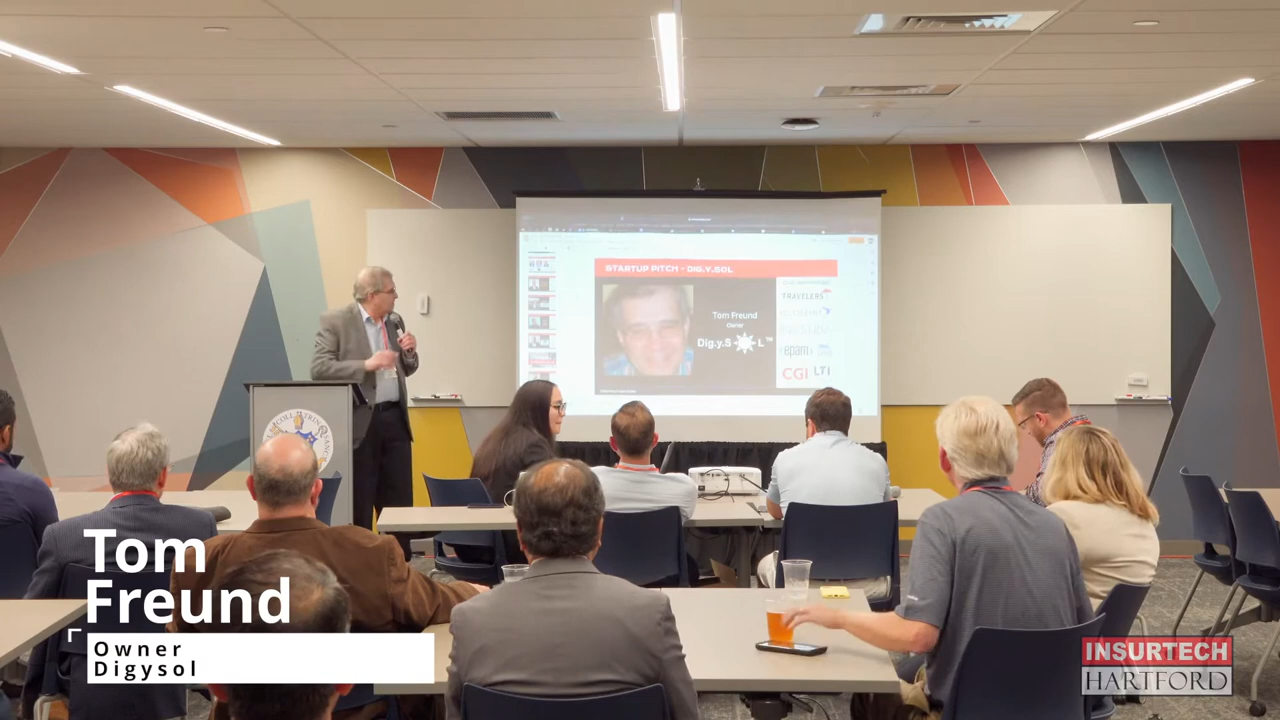 STARTUP PITCH - DIG.Y.SOL
Tom Freund
Owner
Dig.y.S L™
TRAVELERS
epam
CGI LTI
Tom
Freund
Owner
Digysol
INSURTECH
HARTFORD